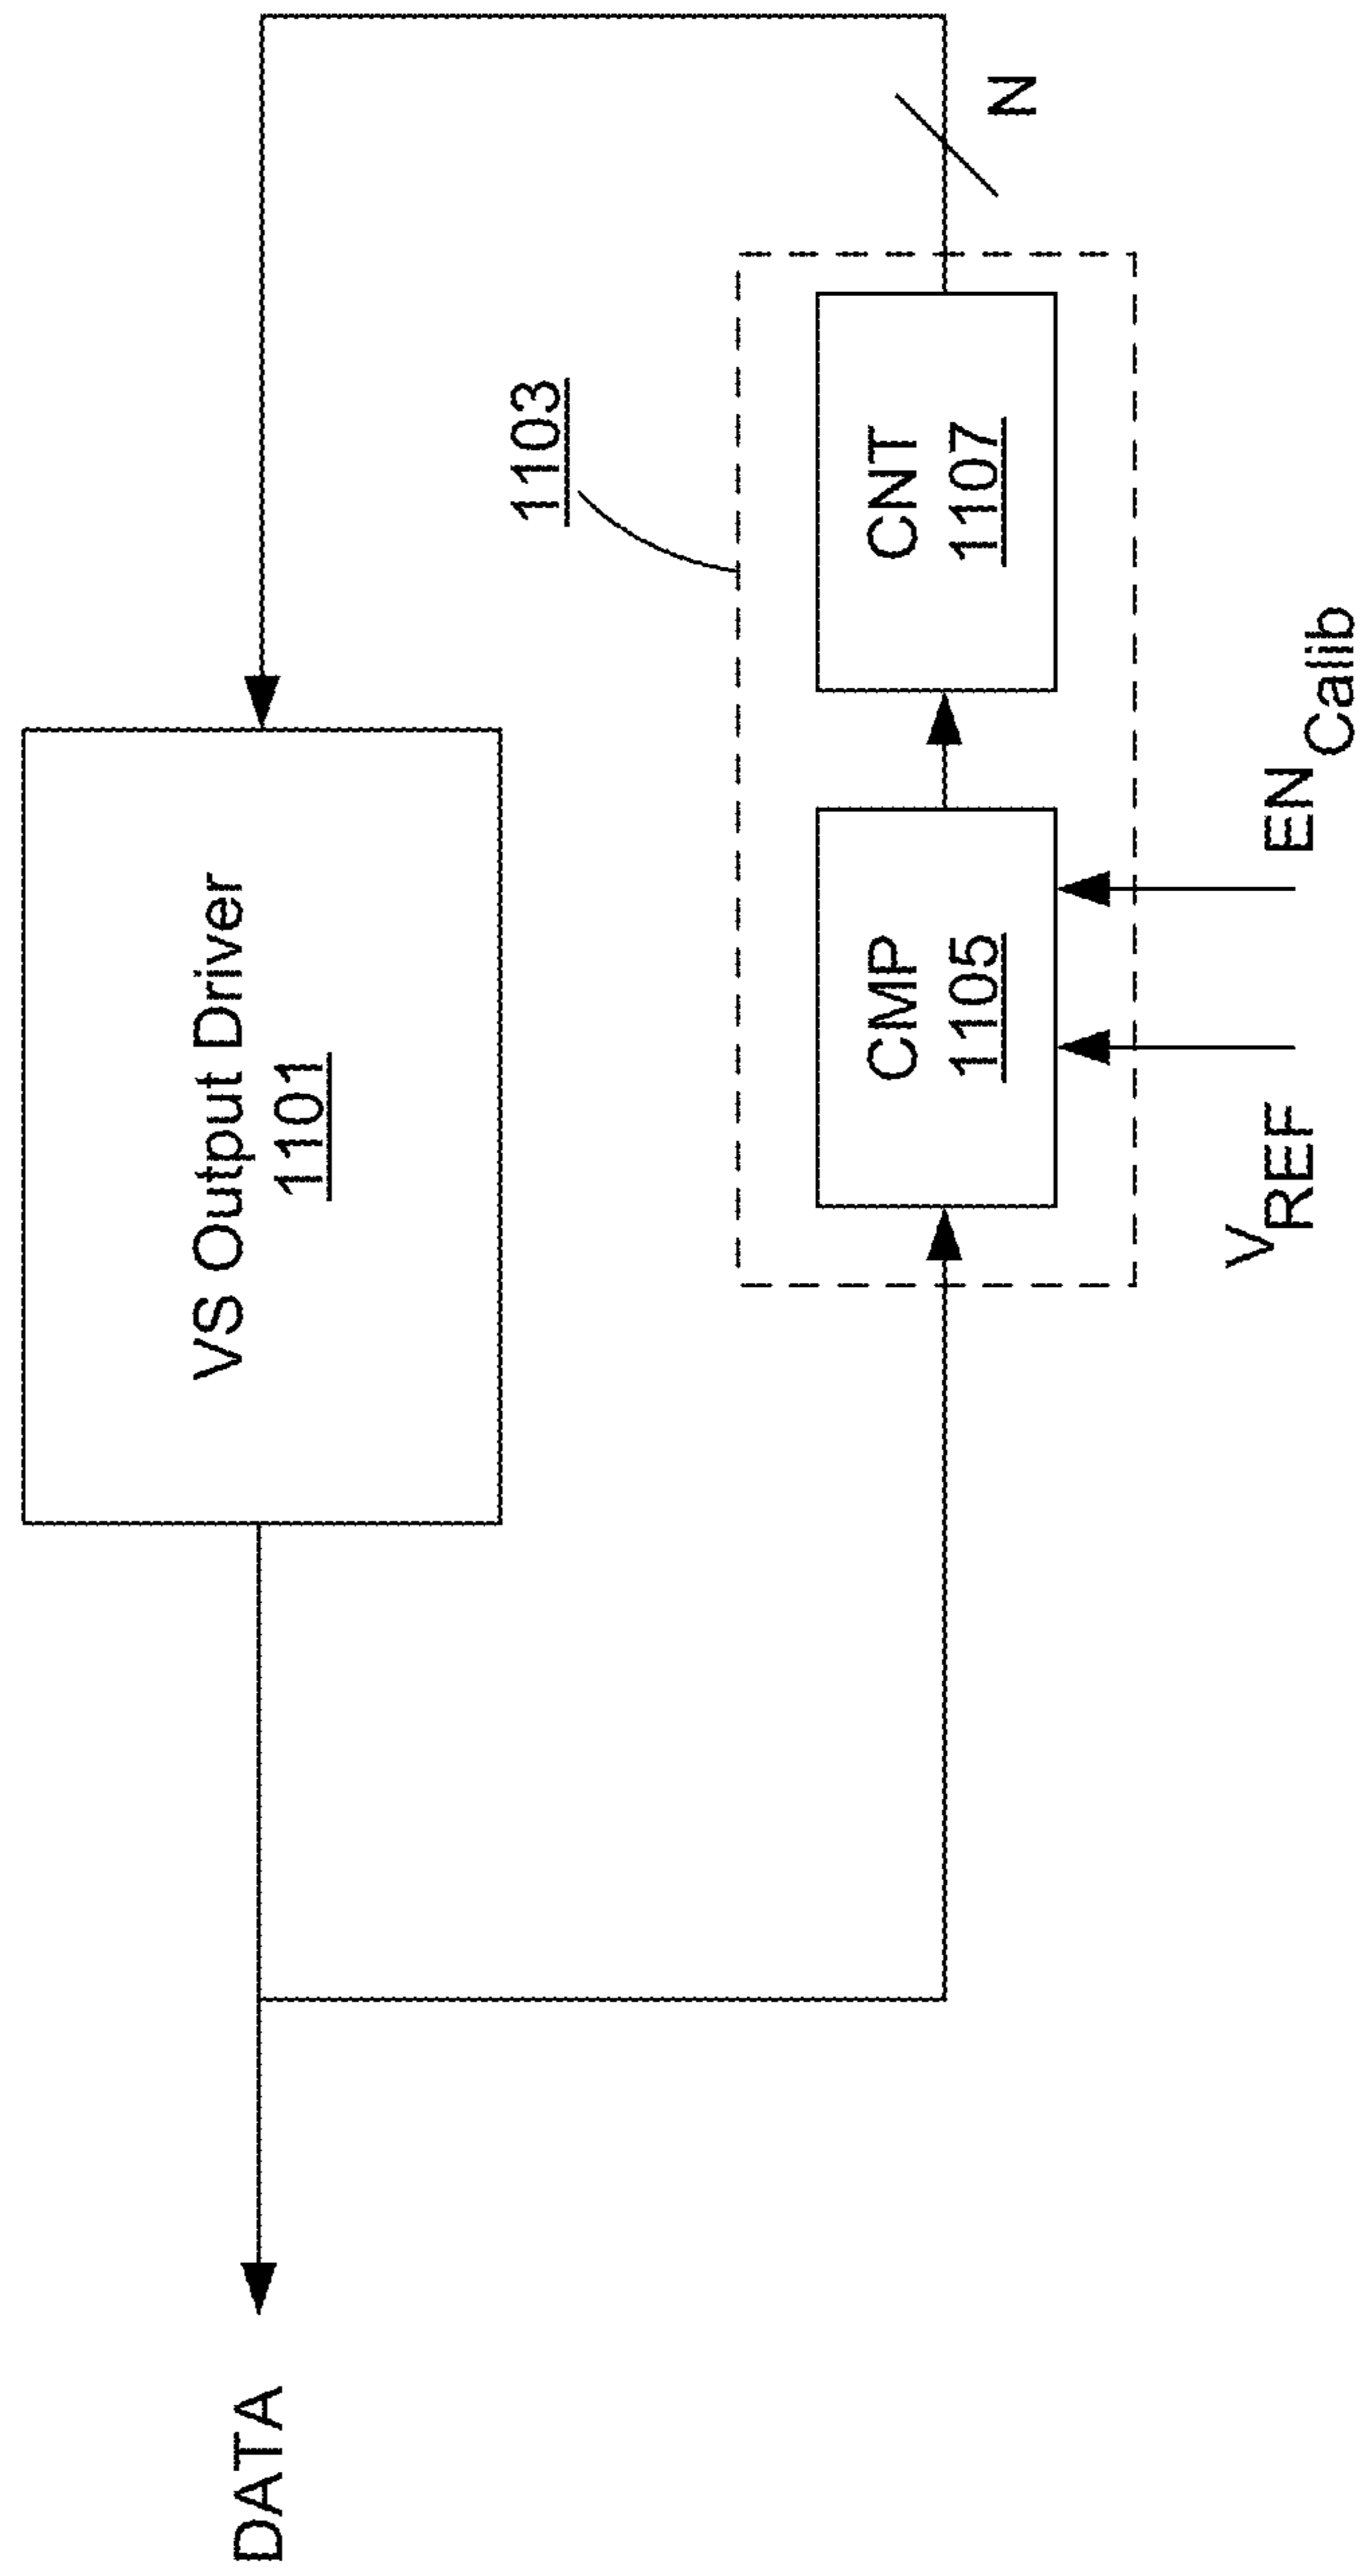 DATA
VS Output Driver
1101
1103
CMP
1105
CNT
1107
N
VREF
ENCalib